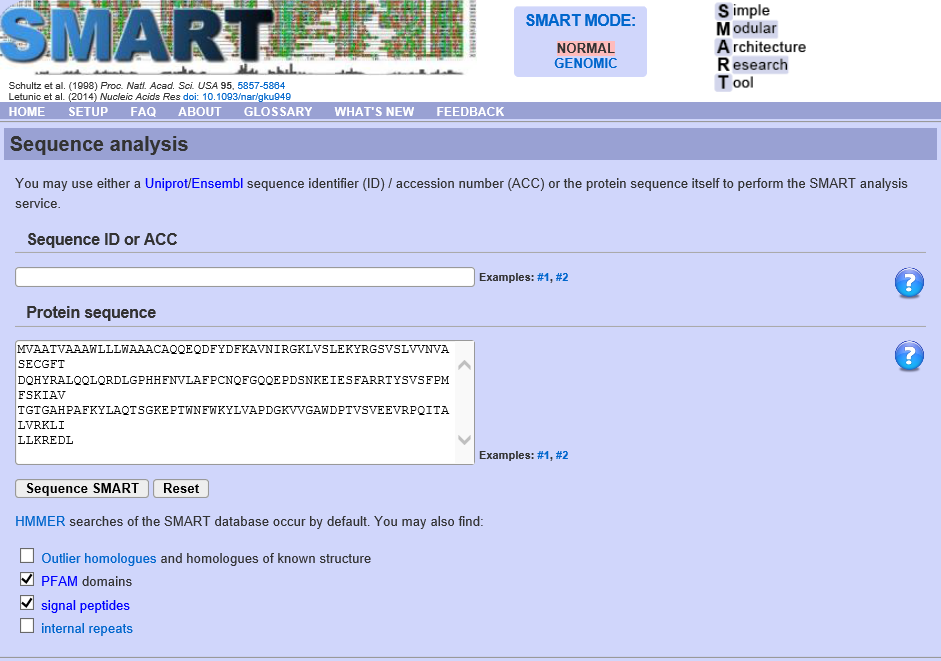 SMART
SMART MODE:
NORMAL
GENOMIC
Simple
Modular
Architecture
Research
Tool
Schultz et al. (1998) Proc. Natl. Acad. Sci. USA 95, 5857-5864
Letunic et al. (2014) Nucleic Acids Res doi: 10.1093/nar/gku949
HOME SETUP FAQ ABOUT GLOSSARY WHAT'S NEW FEEDBACK
Sequence analysis
You may use either a Uniprot/Ensembl sequence identifier (ID) / accession number (ACC) or the protein sequence itself to perform the SMART analysis
service.
Sequence ID or ACC
Examples: #1, #2
?
Protein sequence
?
MVAATVAAAWLLLWAAACAQQEQDFYDFKAVNIRGKLVSLEKYRGSVSLVVNVA
SECGFT
DQHYRALQQLQRDLGPHHFNVLAFPCNQFGQQEPDSNKEIESFARRTYSVSFPM
FSKIAV
TGTGAHPAFKYLAQTSGKEPTWNFWKYLVAPDGKVVGAWDPTVSVEEVRPQITA
LVRKLI
LLKREDL
Examples: #1, #2
Sequence SMART Reset
HMMER searches of the SMART database occur by default. You may also find:
Outlier homologues and homologues of known structure
PFAM domains
signal peptides
internal repeats